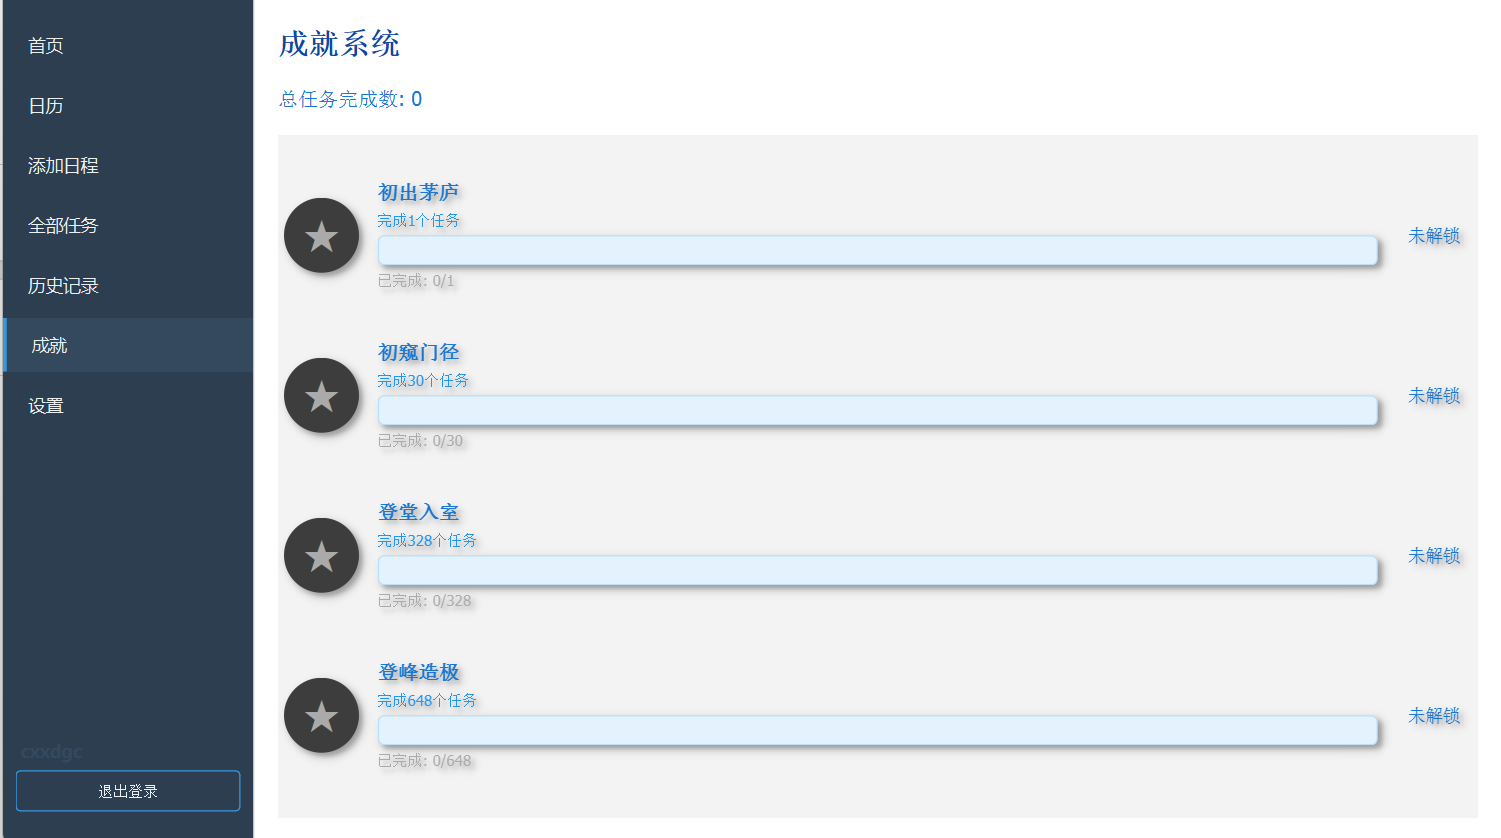 首页
日历
添加日程
全部任务
历史记录
成就
设置
cxxdgc
退出登录
成就系统
总任务完成数: 0
初出茅庐
完成1个任务
未解锁
已完成: 0/1
初窥门径
完成30个任务
未解锁
已完成: 0/30
登堂入室
完成328个任务
未解锁
已完成: 0/328
登峰造极
完成648个任务
未解锁
已完成: 0/648